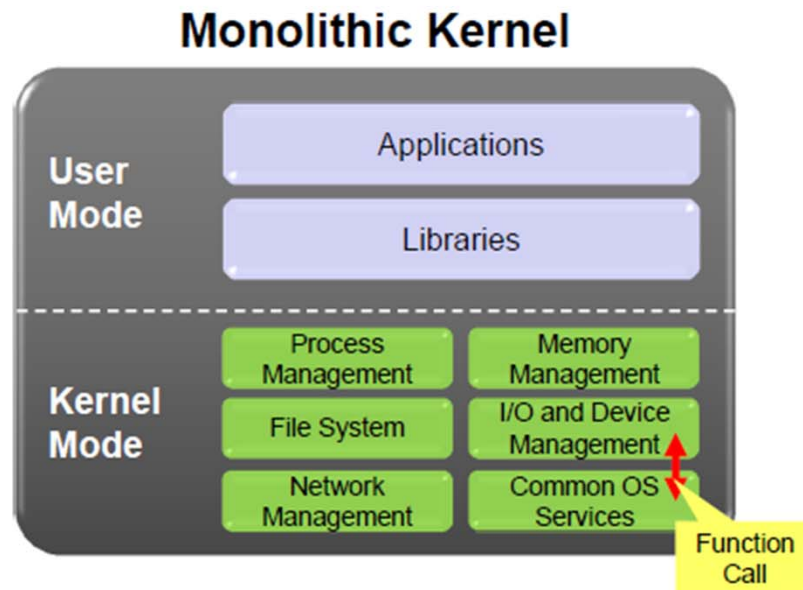 Monolithic Kernel
User
Mode
Applications
Libraries
Kernel
Mode
Process
Management
Memory
Management
File System
I/O and Device
Management
Network
Management
Common OS
Services
Function
Call